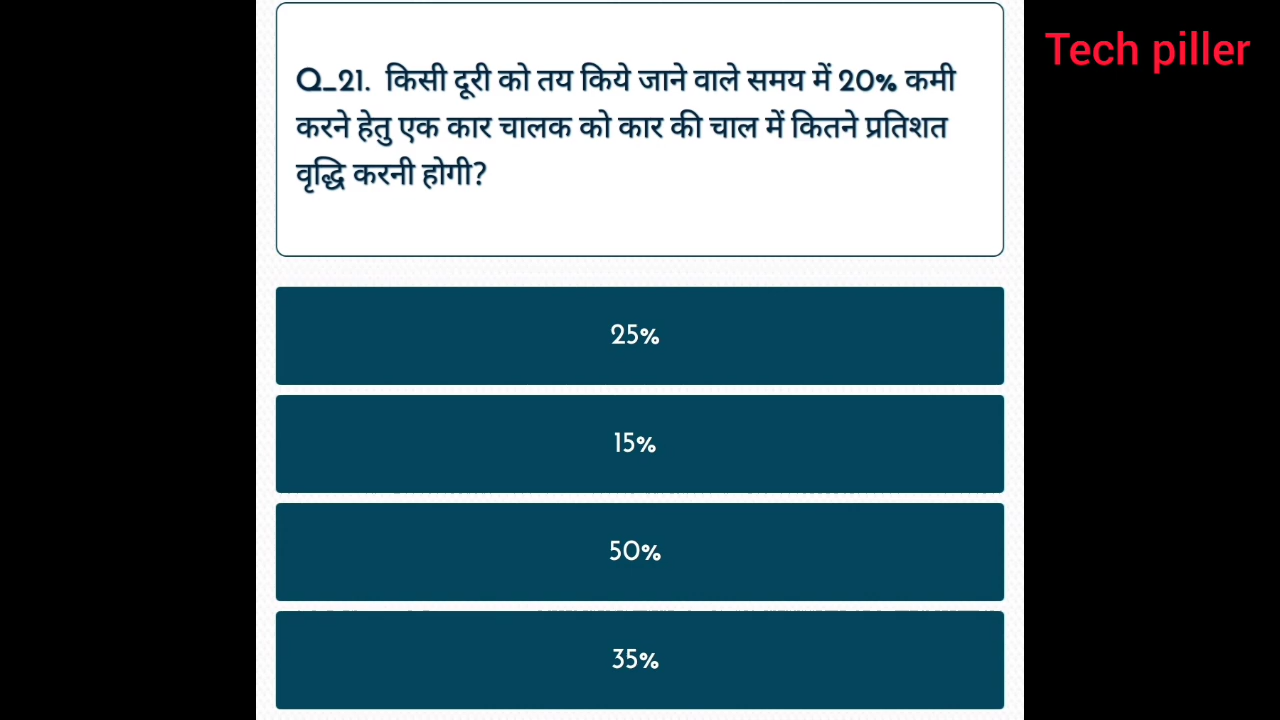 Tech piller
Q_21. किसी दूरी को तय किये जाने वाले समय में 20% कमी
करने हेतु एक कार चालक को कार की चाल में कितने प्रतिशत
वृद्धि करनी होगी?
25%
15%
50%
35%